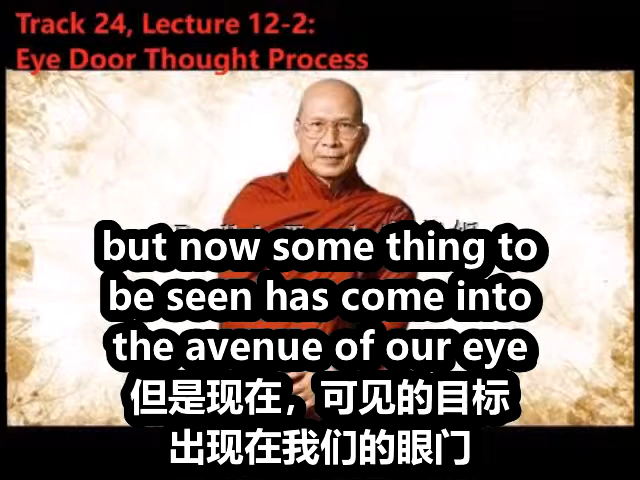 Track 24, Lecture 12-2:
Eye Door Thought Process
but now some thing to
be seen has come into
the avenue of our eye
但是现在，可见的目标
出现在我们的眼门